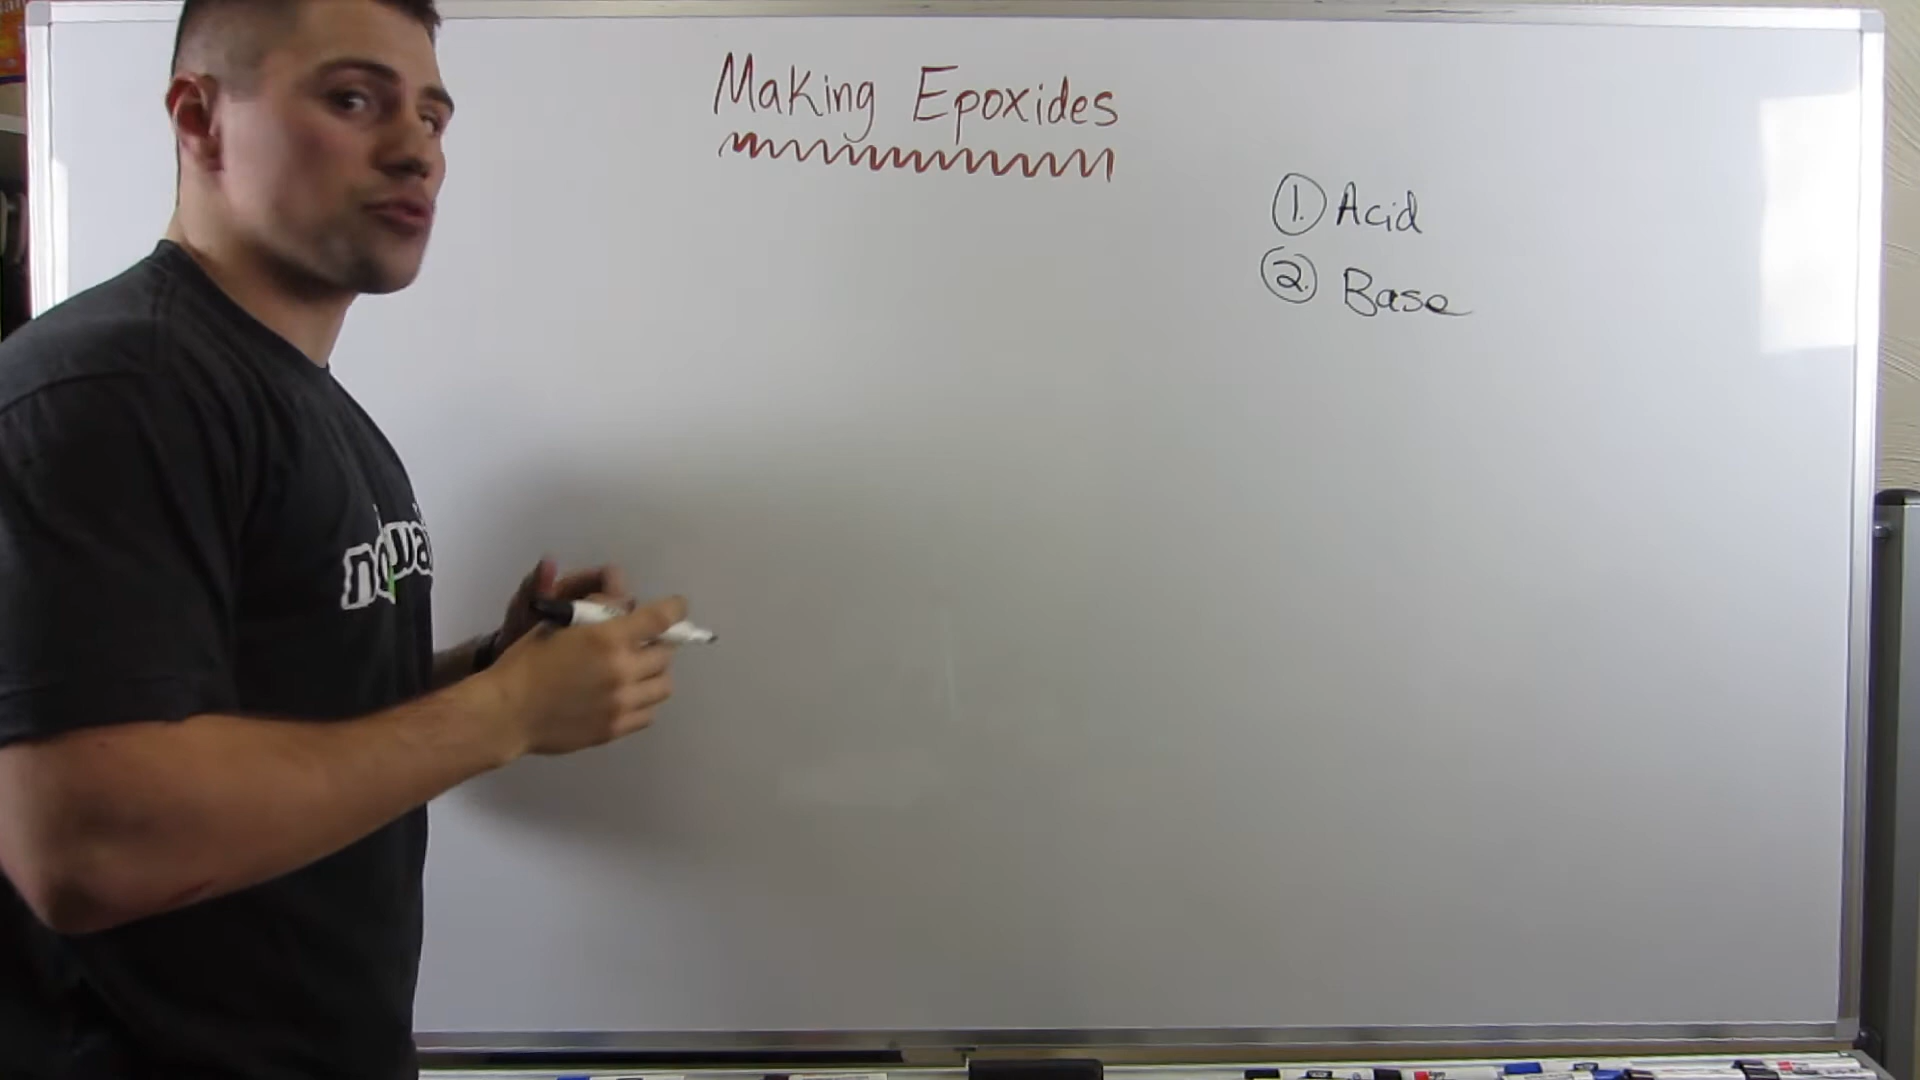 Making Epoxides
1. Acid
2. Base